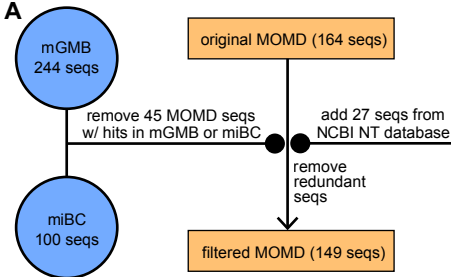 A
mGMB
244 seqs
original MOMD (164 seqs)
remove 45 MOMD seqs
w/ hits in mGMB or miBC
add 27 seqs from
NCBI NT database
remove
redundant
seqs
miBC
100 seqs
filtered MOMD (149 seqs)